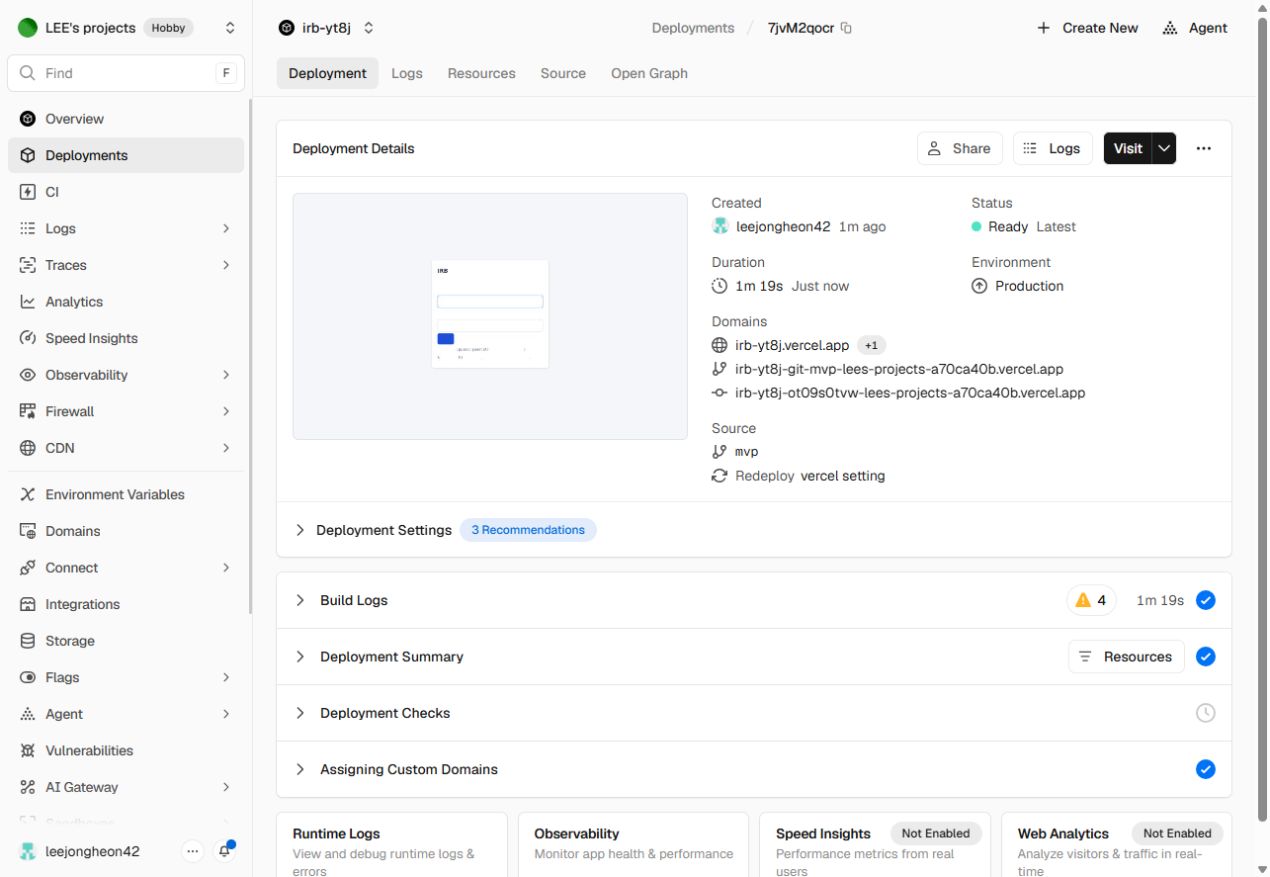 LEE's projects Hobby
irb-yt8j
Deployments / 7jvM2qocr
Create New
Agent
Find F
Deployment Logs Resources Source Open Graph
Overview
Deployments
CI
Logs
Traces
Analytics
Speed Insights
Observability
Firewall
CDN
Environment Variables
Domains
Connect
Integrations
Storage
Flags
Agent
Vulnerabilities
AI Gateway
leejongheon42
Deployment Details
Share Logs Visit
IRB
Created
leejongheon42 1m ago
Status
Ready Latest
Duration
1m 19s Just now
Environment
Production
Domains
irb-yt8j.vercel.app +1
irb-yt8j-git-mvp-lees-projects-a70ca40b.vercel.app
irb-yt8j-ot09s0tvw-lees-projects-a70ca40b.vercel.app
Source
mvp
Redeploy vercel setting
Deployment Settings 3 Recommendations
Build Logs 4 1m 19s
Deployment Summary Resources
Deployment Checks
Assigning Custom Domains
Runtime Logs
View and debug runtime logs &
errors
Observability
Monitor app health & performance
Speed Insights Not Enabled
Performance metrics from real
users
Web Analytics Not Enabled
Analyze visitors & traffic in real-
time